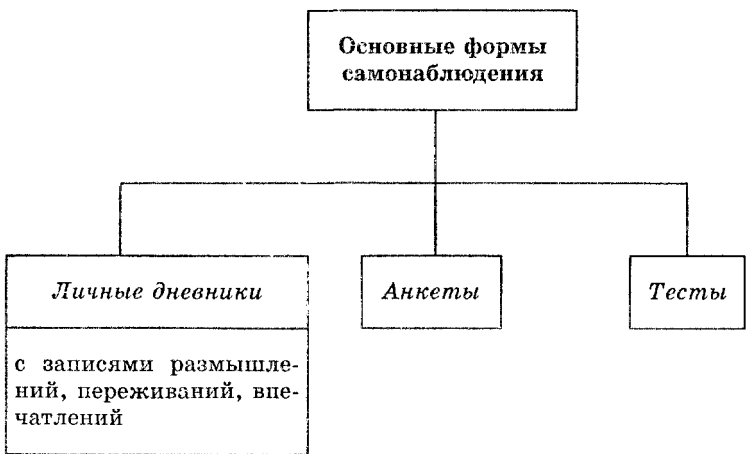 Основные формы
самонаблюдения
Личные дневники
с записями размышле-
ний, переживаний, впе-
чатлений
Анкеты
Тесты